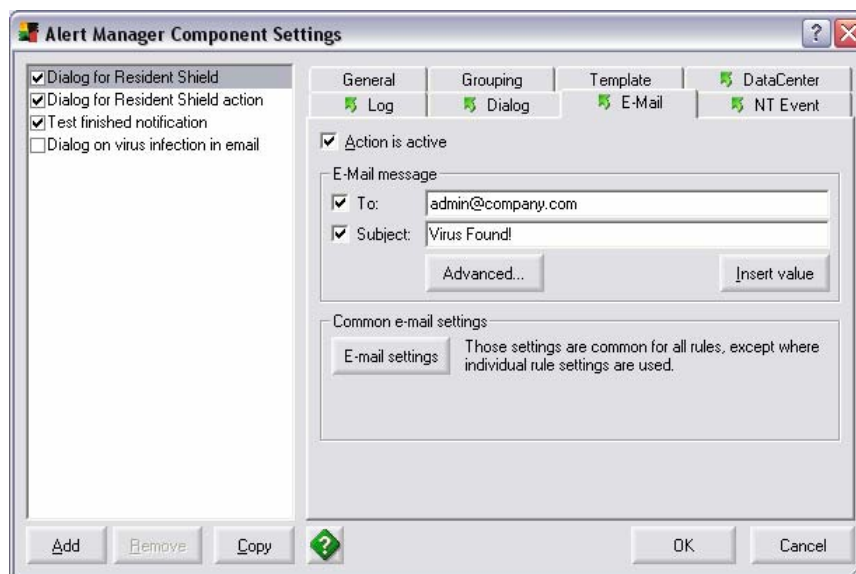 Alert Manager Component Settings
Dialog for Resident Shield
Dialog for Resident Shield action
Test finished notification
Dialog on virus infection in email
General Grouping Template DataCenter
Log Dialog E-Mail NT Event
Action is active
E-Mail message
To: admin@company.com
Subject: Virus Found!
Advanced... Insert value
Common e-mail settings
E-mail settings
Those settings are common for all rules, except where
individual rule settings are used.
Add Remove Copy ? OK Cancel